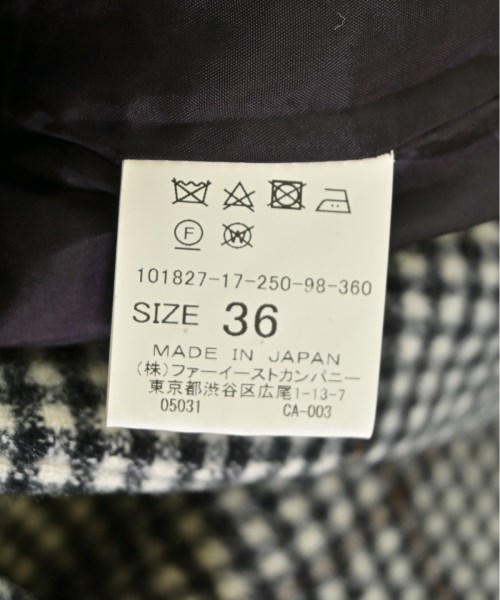 F W
101827-17-250-98-360
SIZE 36
MADE IN JAPAN
(株)ファーイーストカンパニー
東京都渋谷区広尾1-13-7
05031 CA-003